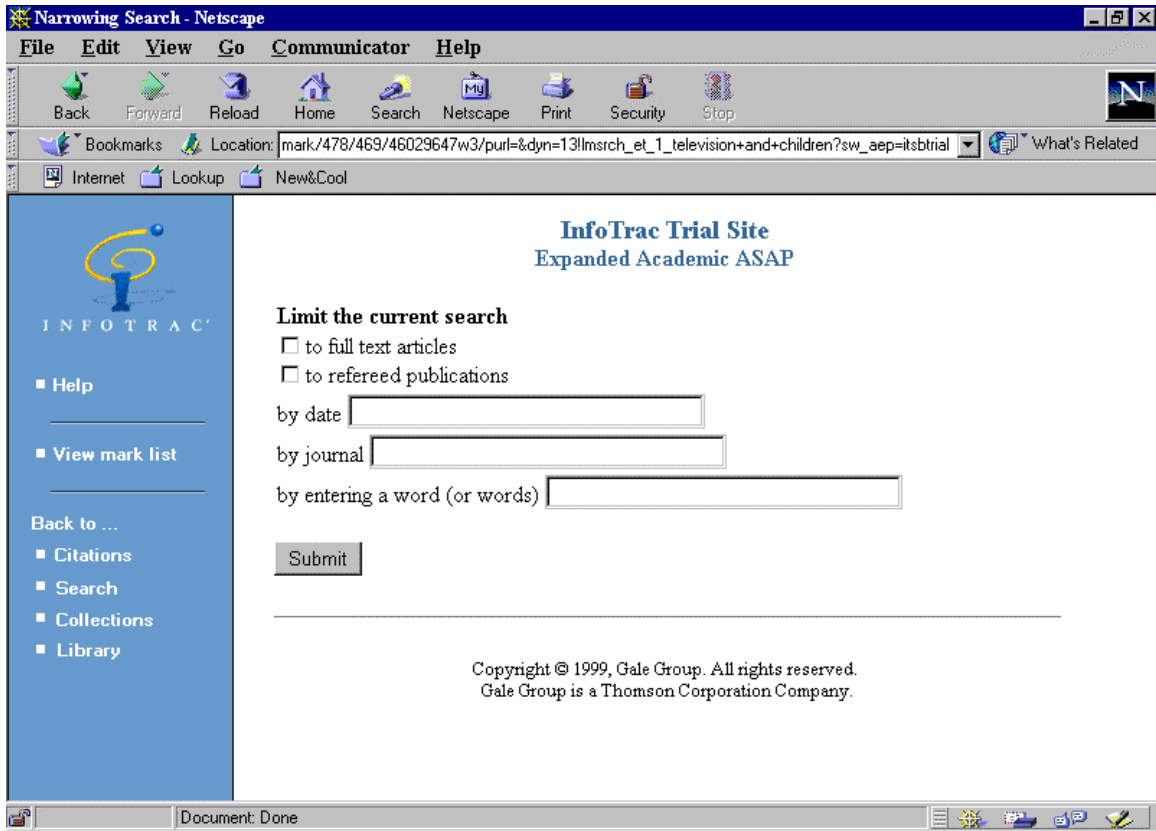 Narrowing Search - Netscape
File Edit View Go Communicator Help
My
N
Back Forward Reload Home Search Netscape Print Security Stop
Bookmarks Location: mark/478/469/46029647w3/purl=&dyn=13!lmsrch_et_1_television+and+children?sw_aep=itsbtrial What's Related
Internet Lookup New&Cool
InfoTrac Trial Site
Expanded Academic ASAP
i
INFOTRAC
Limit the current search
to full text articles
to refereed publications
Help
by date
by journal
View mark list
by entering a word (or words)
Back to ...
Citations
Submit
Search
Collections
Library
Copyright © 1999, Gale Group. All rights reserved.
Gale Group is a Thomson Corporation Company.
Document: Done